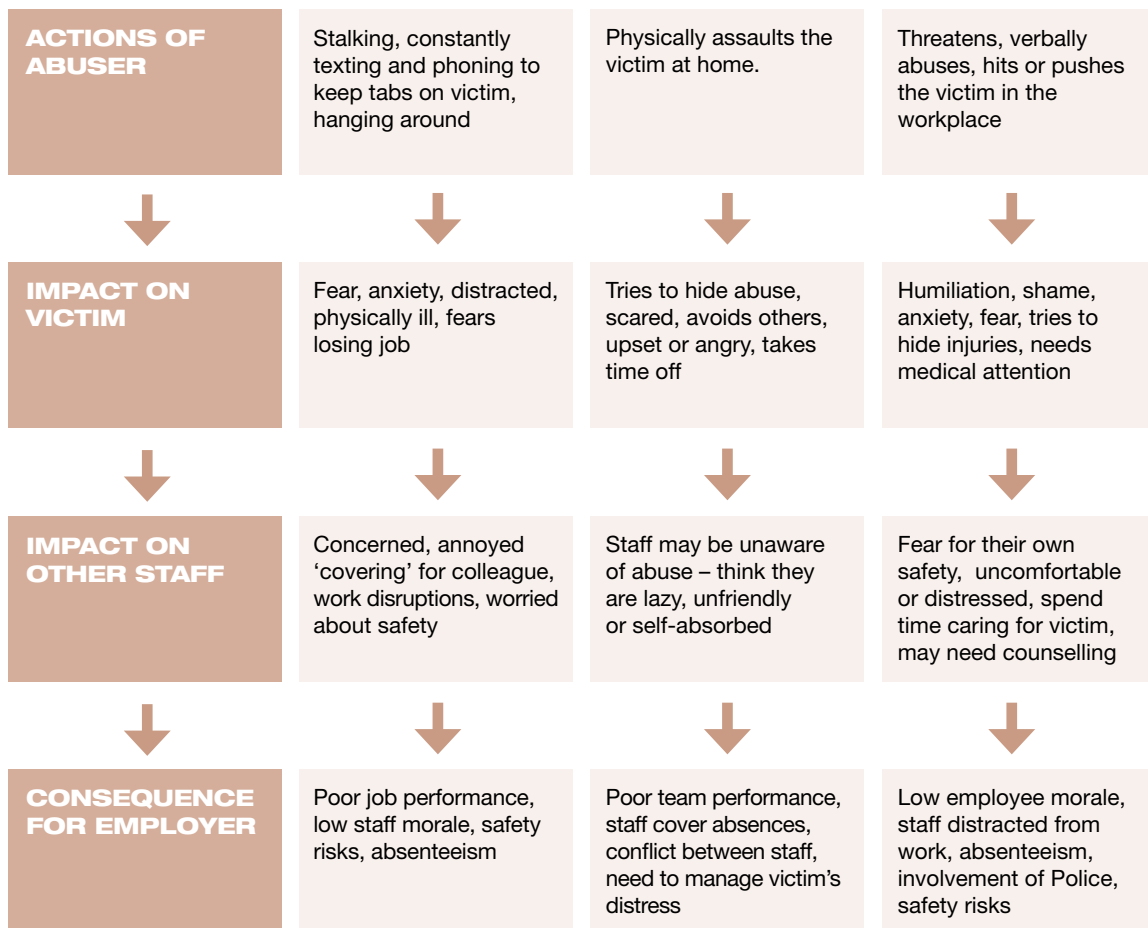 ACTIONS OF
ABUSER
Stalking, constantly
texting and phoning to
keep tabs on victim,
hanging around
Physically assaults the
victim at home.
Threatens, verbally
abuses, hits or pushes
the victim in the
workplace
IMPACT ON
VICTIM
Fear, anxiety, distracted,
physically ill, fears
losing job
Tries to hide abuse,
scared, avoids others,
upset or angry, takes
time off
Humiliation, shame,
anxiety, fear, tries to
hide injuries, needs
medical attention
IMPACT ON
OTHER STAFF
Concerned, annoyed
‘covering’ for colleague,
work disruptions, worried
about safety
Staff may be unaware
of abuse – think they
are lazy, unfriendly
or self-absorbed
Fear for their own
safety,  uncomfortable
or distressed, spend
time caring for victim,
may need counselling
CONSEQUENCE
FOR EMPLOYER
Poor job performance,
low staff morale, safety
risks, absenteeism
Poor team performance,
staff cover absences,
conflict between staff,
need to manage victim’s
distress
Low employee morale,
staff distracted from
work, absenteeism,
involvement of Police,
safety risks